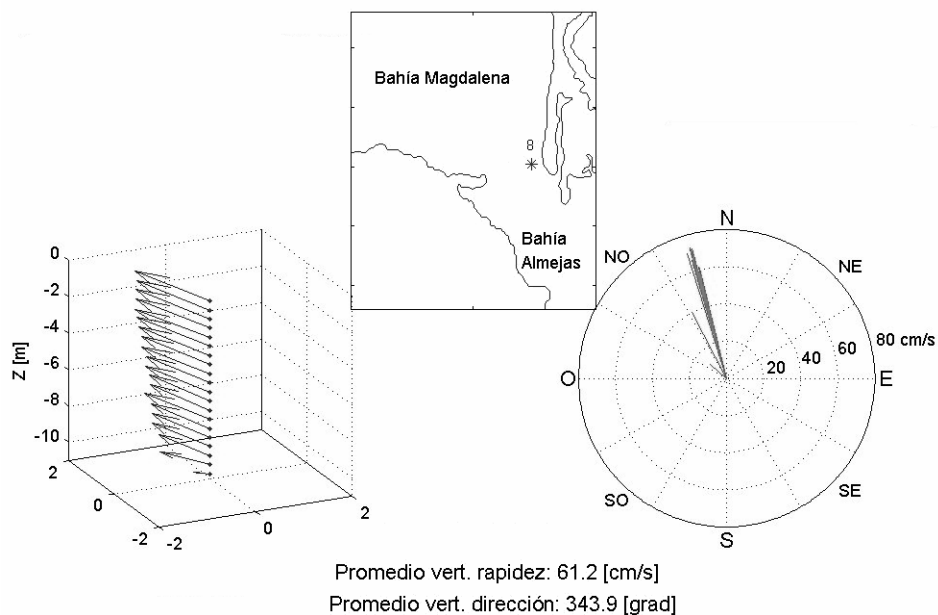 Bahía Magdalena
8
Bahía
Almejas
0
-2
-4
-6
-8
-10
Z [m]
2
0
-2
-2
0
2
N
NO
NE
80 cm/s
60
40
20
O
E
SO
SE
S
Promedio vert. rapidez: 61.2 [cm/s]
Promedio vert. dirección: 343.9 [grad]